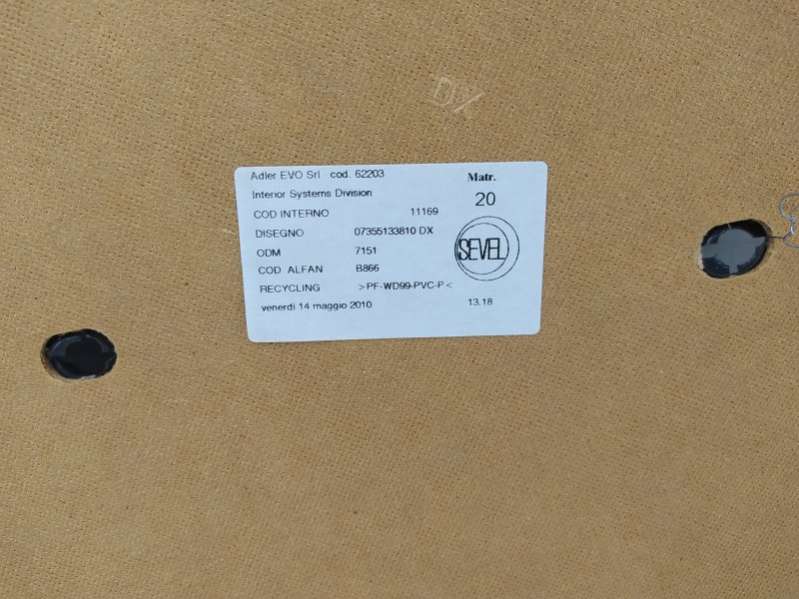 DX
Adler EVO Srl cod. 62203
Matr.
Interior Systems Division
20
COD INTERNO 11169
DISEGNO 07355133810 DX
SEVEL
ODM 7151
COD ALFAN B866
RECYCLING >PF-WD99-PVC-P<
venerdì 14 maggio 2010 13.18